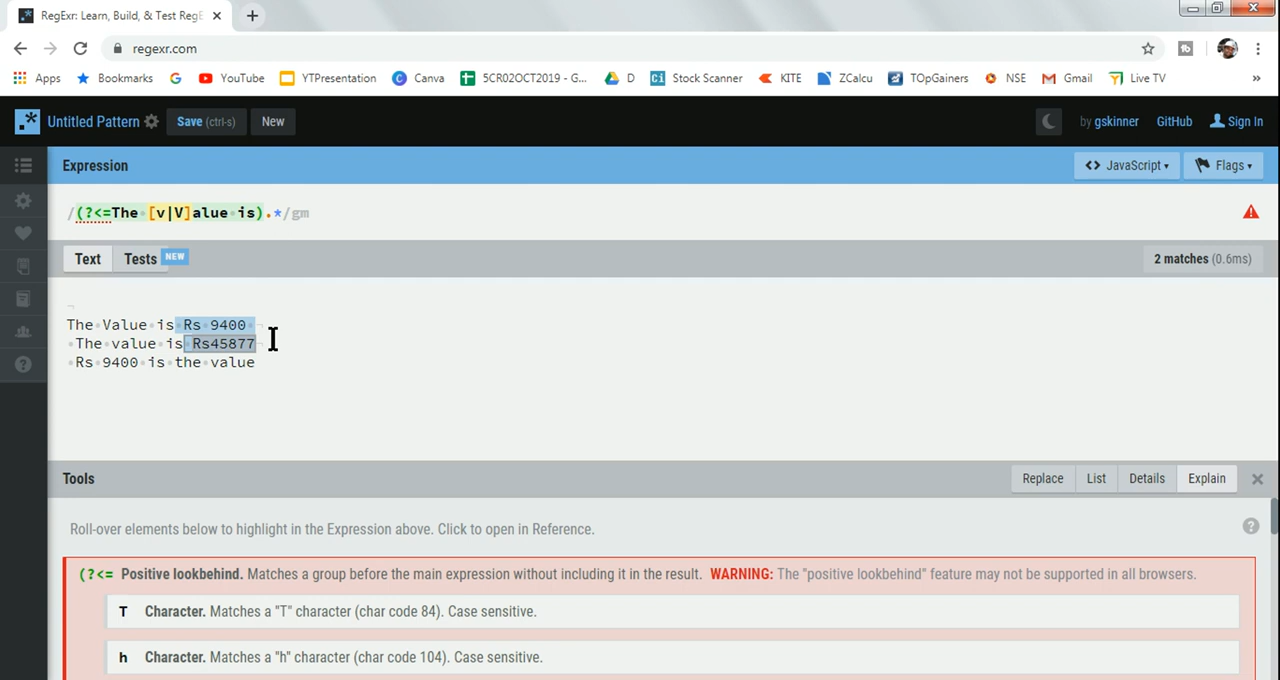 RegExr: Learn, Build, & Test RegE
regexr.com
Apps Bookmarks G YouTube YTPresentation C Canva 5CR02OCT2019 - G... D Ci Stock Scanner KITE ZCalcu TOpGainers NSE Gmail Live TV »
.* Untitled Pattern Save (ctrl-s) New by gskinner GitHub Sign In
Expression <> JavaScript Flags
/(?<=The [v|V]alue is).*/gm
Text Tests NEW 2 matches (0.6ms)
The Value is Rs 9400
The value is Rs45877
Rs 9400 is the value
Tools Replace List Details Explain
Roll-over elements below to highlight in the Expression above. Click to open in Reference.
(?<= Positive lookbehind. Matches a group before the main expression without including it in the result. WARNING: The "positive lookbehind" feature may not be supported in all browsers.
T Character. Matches a "T" character (char code 84). Case sensitive.
h Character. Matches a "h" character (char code 104). Case sensitive.